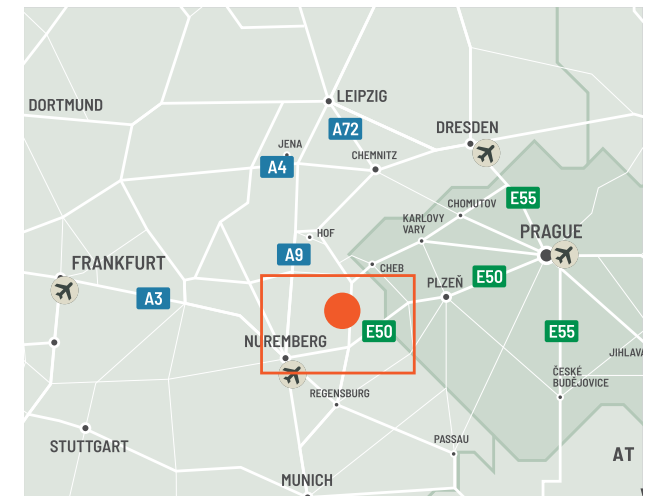 LEIPZIG
DORTMUND
A72
DRESDEN
JENA
CHEMNITZ
A4
E55
CHOMUTOV
KARLOVY
VARY
PRAGUE
HOF
A9
FRANKFURT
CHEB
E50
PLZEŇ
A3
E50
E55
NUREMBERG
JIHLAVA
ČESKÉ
BUDĚJOVICE
REGENSBURG
PASSAU
STUTTGART
AT
MUNICH